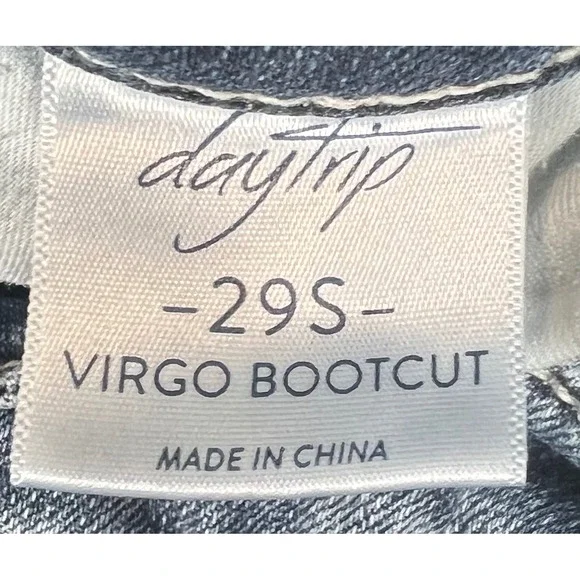 daytrip
-29S-
VIRGO BOOTCUT
MADE IN CHINA